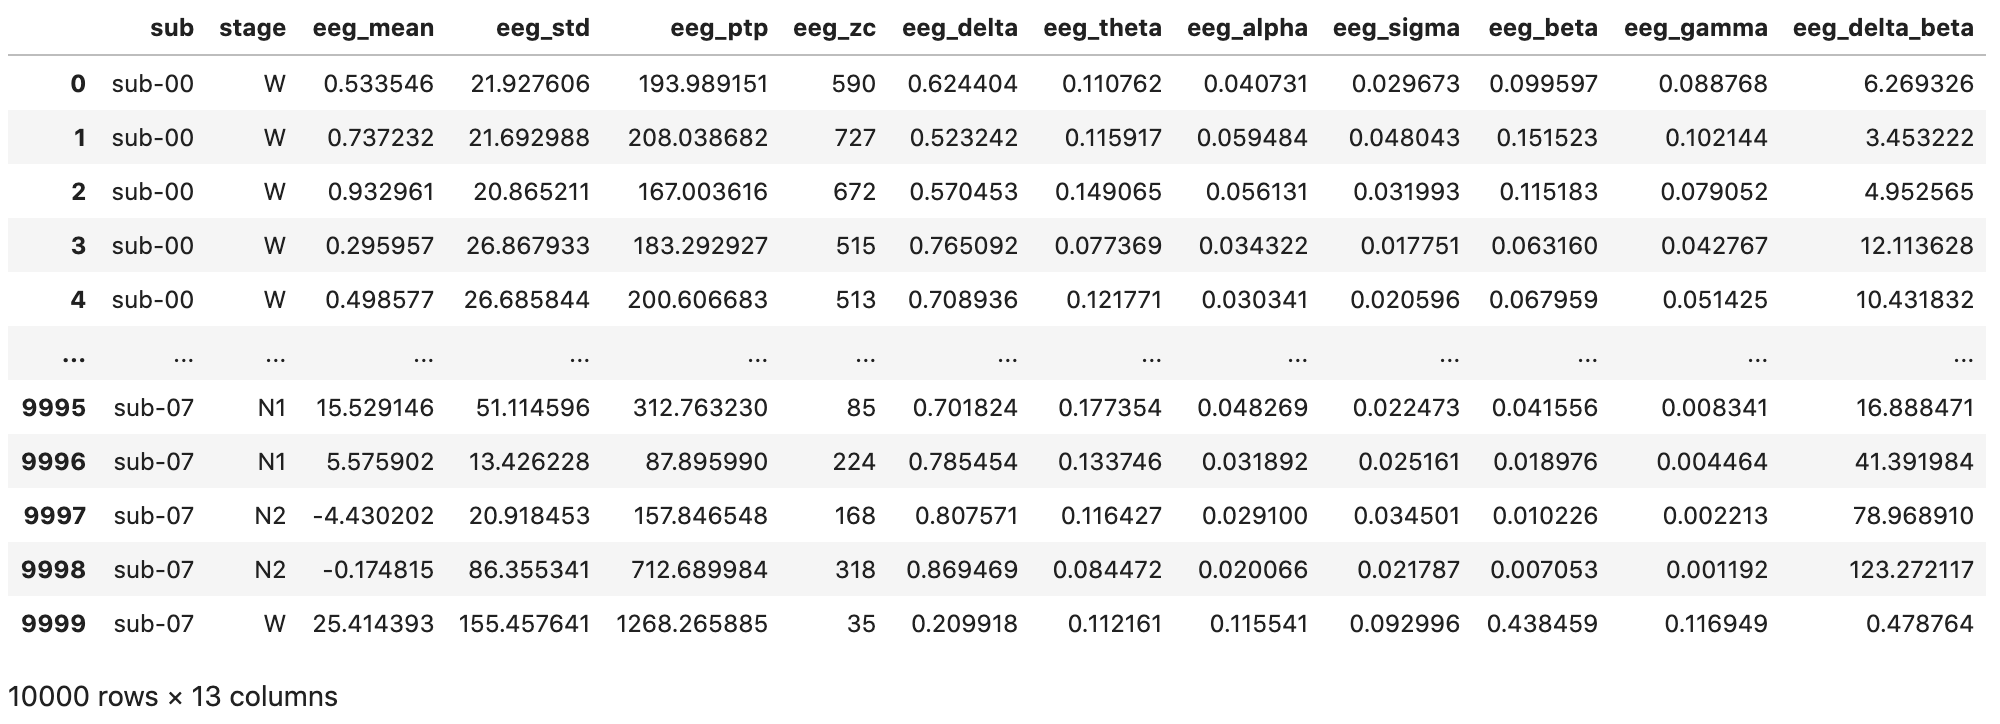 sub stage eeg_mean eeg_std eeg_ptp eeg_zc eeg_delta eeg_theta eeg_alpha eeg_sigma eeg_beta eeg_gamma eeg_delta_beta
0 sub-00 W 0.533546 21.927606 193.989151 590 0.624404 0.110762 0.040731 0.029673 0.099597 0.088768 6.269326
1 sub-00 W 0.737232 21.692988 208.038682 727 0.523242 0.115917 0.059484 0.048043 0.151523 0.102144 3.453222
2 sub-00 W 0.932961 20.865211 167.003616 672 0.570453 0.149065 0.056131 0.031993 0.115183 0.079052 4.952565
3 sub-00 W 0.295957 26.867933 183.292927 515 0.765092 0.077369 0.034322 0.017751 0.063160 0.042767 12.113628
4 sub-00 W 0.498577 26.685844 200.606683 513 0.708936 0.121771 0.030341 0.020596 0.067959 0.051425 10.431832
... ... ... ... ... ... ... ... ... ... ... ... ... ...
9995 sub-07 N1 15.529146 51.114596 312.763230 85 0.701824 0.177354 0.048269 0.022473 0.041556 0.008341 16.888471
9996 sub-07 N1 5.575902 13.426228 87.895990 224 0.785454 0.133746 0.031892 0.025161 0.018976 0.004464 41.391984
9997 sub-07 N2 -4.430202 20.918453 157.846548 168 0.807571 0.116427 0.029100 0.034501 0.010226 0.002213 78.968910
9998 sub-07 N2 -0.174815 86.355341 712.689984 318 0.869469 0.084472 0.020066 0.021787 0.007053 0.001192 123.272117
9999 sub-07 W 25.414393 155.457641 1268.265885 35 0.209918 0.112161 0.115541 0.092996 0.438459 0.116949 0.478764
10000 rows × 13 columns